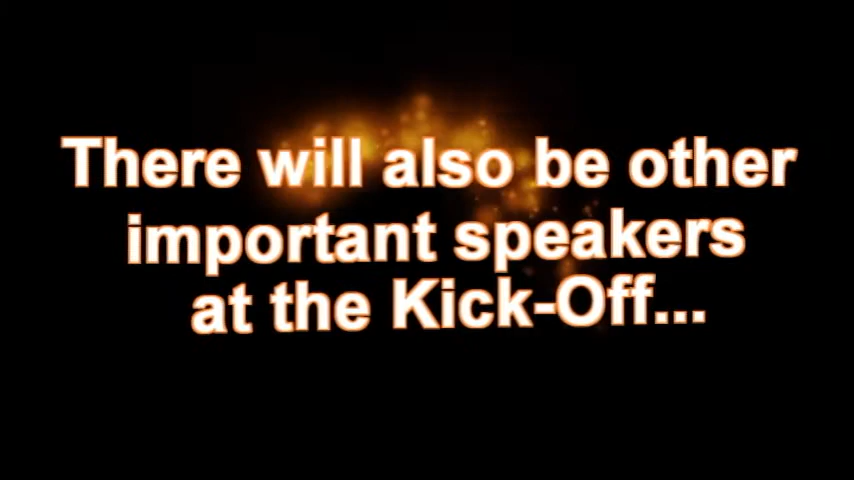 There will also be other
important speakers
at the Kick-Off...